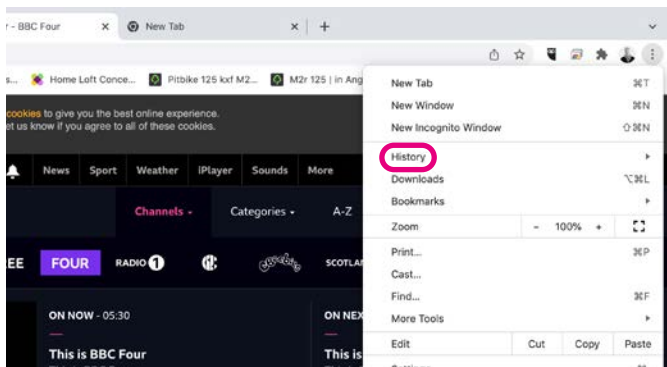 - BBC Four
New Tab
Home Loft Conce...
Pitbike 125 kxf M2...
M2r 125 | in Ang
cookies to give you the best online experience.
et us know if you agree to all of these cookies.
News Sport Weather iPlayer Sounds More
Channels Categories A-Z
EE FOUR RADIO 1 SCOTLA
ON NOW - 05:30 ON NEX
This is BBC Four This is
New Tab ⌘T
New Window ⌘N
New Incognito Window ⇧⌘N
History
Downloads ⌥⌘L
Bookmarks
Zoom - 100% +
Print... ⌘P
Cast...
Find... ⌘F
More Tools
Edit Cut Copy Paste